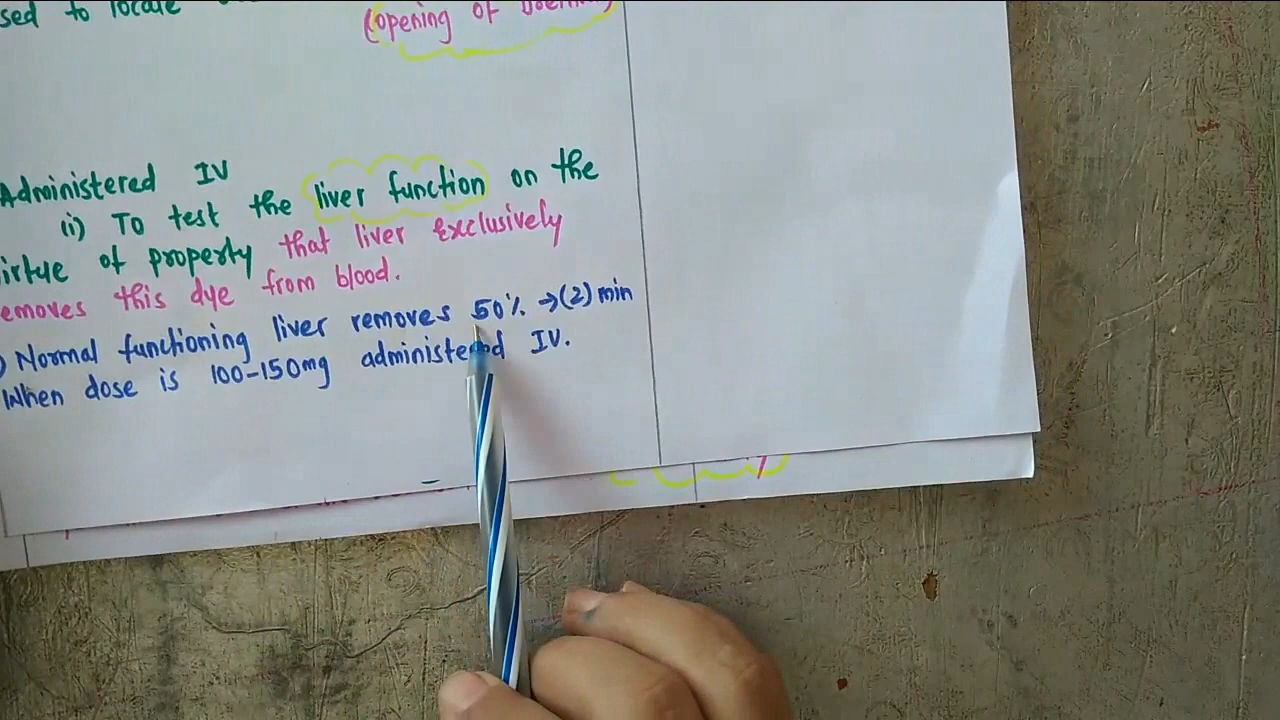 sed to locate
(opening of
Administered IV
(i) To test the liver function on the
irtue of property that liver exclusively
emoves this dye from blood.
) Normal functioning liver removes 50% → (2) min
When dose is 100-150mg administered IV.